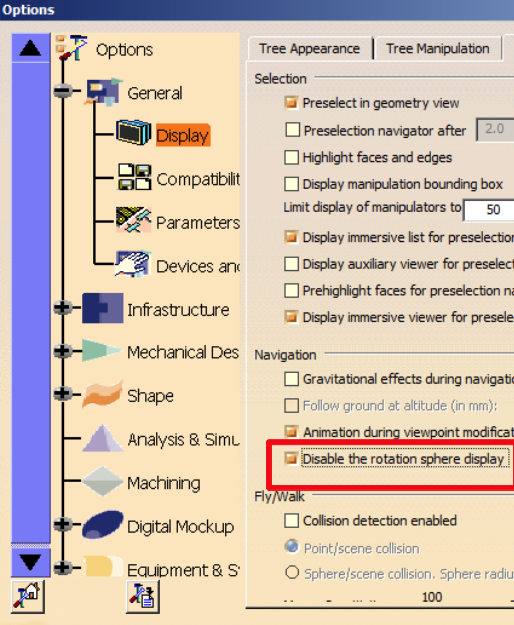 Options
Options
General
Display
Compatibilit
Parameters
Devices and
Infrastructure
Mechanical Des
Shape
Analysis & Simu
Machining
Digital Mockup
Equipment & S
Tree Appearance
Tree Manipulation
Selection
Preselect in geometry view
Preselection navigator after 2.0
Highlight faces and edges
Display manipulation bounding box
Limit display of manipulators to 50
Display immersive list for preselection
Display auxiliary viewer for preselect
Prehighlight faces for preselection na
Display immersive viewer for presele
Navigation
Gravitational effects during navigatio
Follow ground at altitude (in mm):
Animation during viewpoint modificat
Disable the rotation sphere display
Fly/Walk
Collision detection enabled
Point/scene collision
Sphere/scene collision. Sphere radiu
100